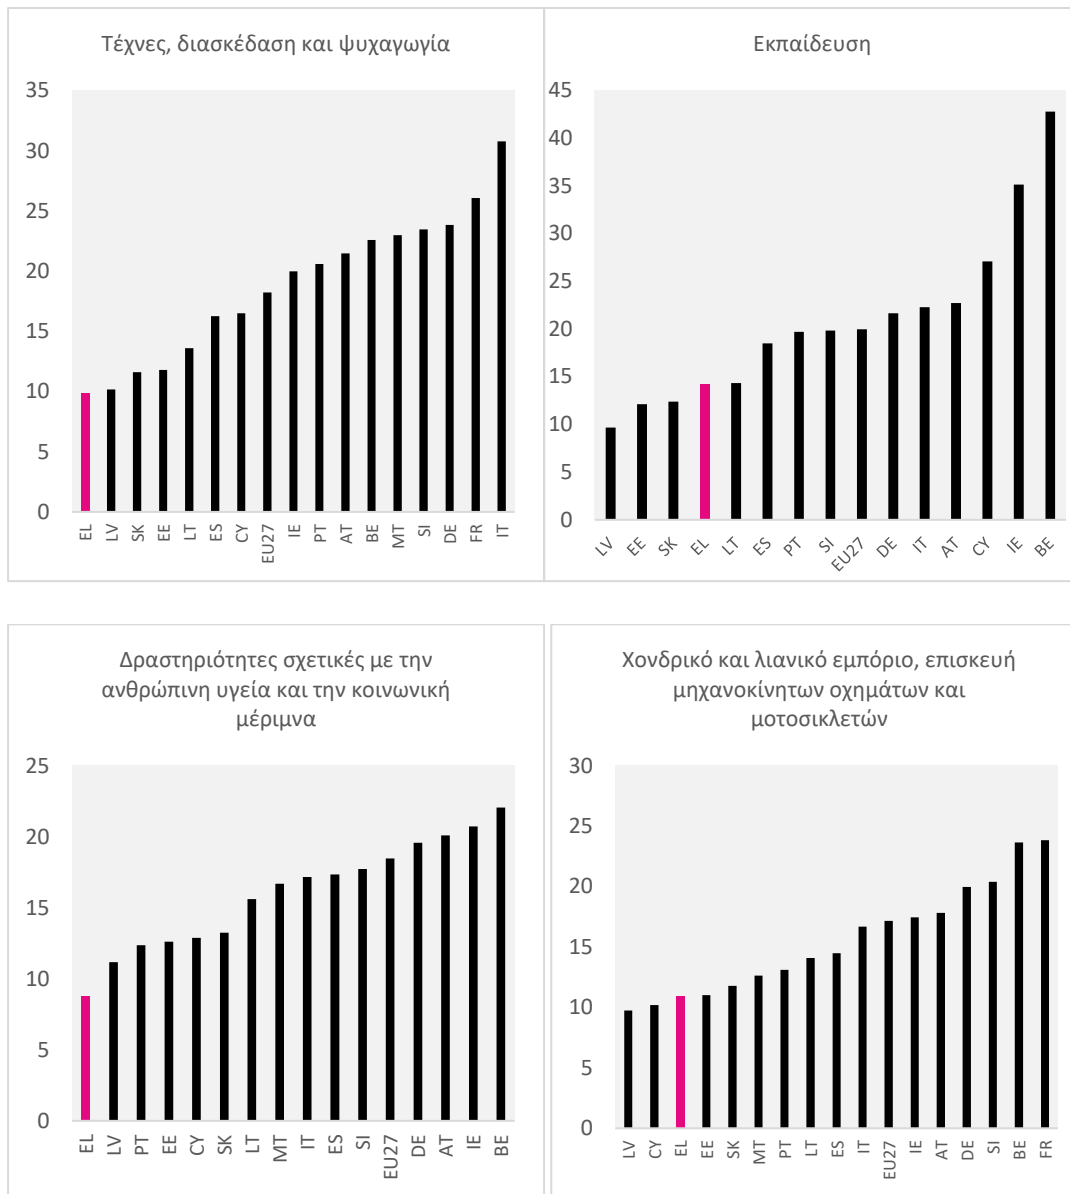 Τέχνες, διασκέδαση και ψυχαγωγία
35
30
25
20
15
10
5
0
EL LV SK EE LT ES CY EU27 IE PT AT BE MT SI DE FR IT
Εκπαίδευση
45
40
35
30
25
20
15
10
5
0
LV EE SK EL LT ES PT SI EU27 DE IT AT CY IE BE
Δραστηριότητες σχετικές με την
ανθρώπινη υγεία και την κοινωνική
μέριμνα
25
20
15
10
5
0
EL LV PT EE CY SK LT MT IT ES SI EU27 DE AT IE BE
Χονδρικό και λιανικό εμπόριο, επισκευή
μηχανοκίνητων οχημάτων και
μοτοσικλετών
30
25
20
15
10
5
0
LV CY EL EE SK MT PT LT ES IT EU27 IE AT DE SI BE FR